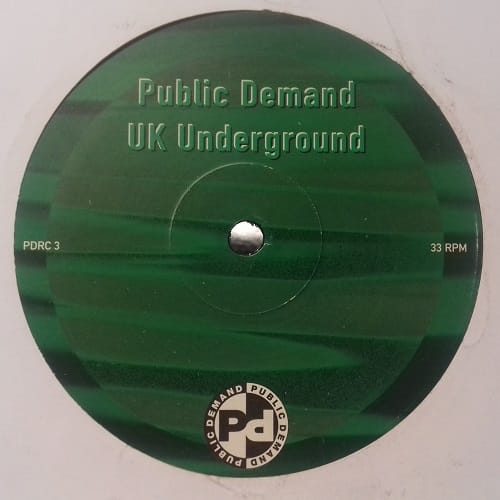 Public Demand
UK Underground
PDRC 3
33 RPM
PUBLIC DEMAND PUBLIC DEMAND
Pd